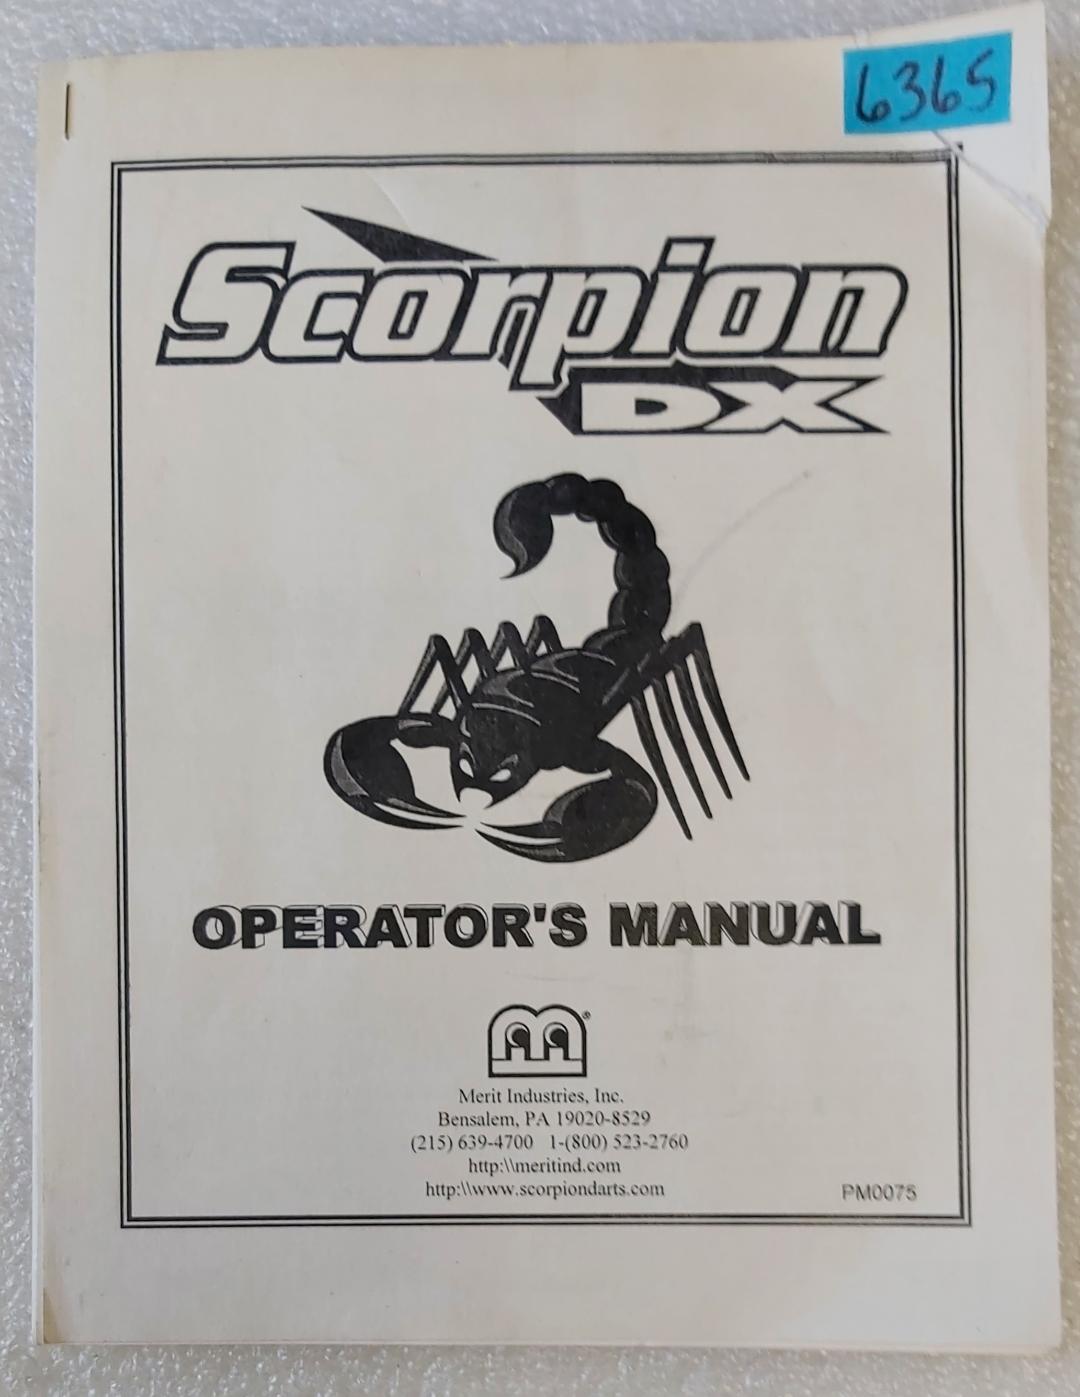 6365
Scorpion
DX
OPERATOR'S MANUAL
®
Merit Industries, Inc.
Bensalem, PA 19020-8529
(215) 639-4700 1-(800) 523-2760
http:\\meritind.com
http:\\www.scorpiondarts.com
PM0075